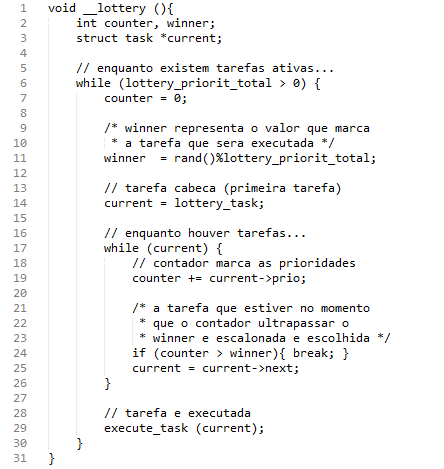 1 void __lottery (){
2 int counter, winner;
3 struct task *current;
4
5 // enquanto existem tarefas ativas...
6 while (lottery_priorit_total > 0) {
7 counter = 0;
8
9 /* winner representa o valor que marca
10 * a tarefa que sera executada */
11 winner  = rand()%lottery_priorit_total;
12
13 // tarefa cabeca (primeira tarefa)
14 current = lottery_task;
15
16 // enquanto houver tarefas...
17 while (current) {
18 // contador marca as prioridades
19 counter += current->prio;
20
21 /* a tarefa que estiver no momento
22 * que o contador ultrapassar o
23 * winner e escalonada e escolhida */
24 if (counter > winner){ break; }
25 current = current->next;
26 }
27
28 // tarefa e executada
29 execute_task (current);
30 }
31 }